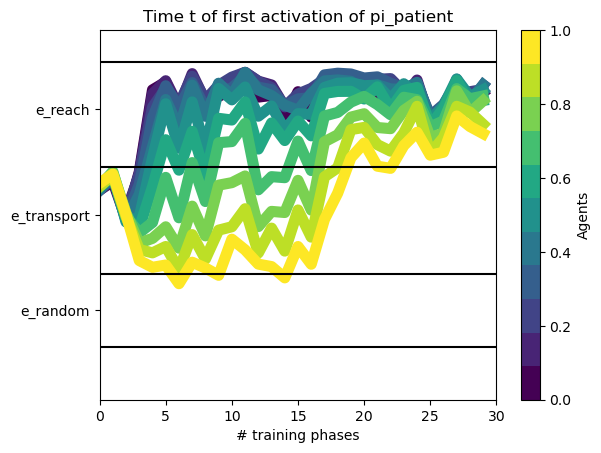 Time t of first activation of pi_patient
e_reach
e_transport
e_random
0 5 10 15 20 25 30
# training phases
1.0
0.8
0.6
0.4
0.2
0.0
Agents